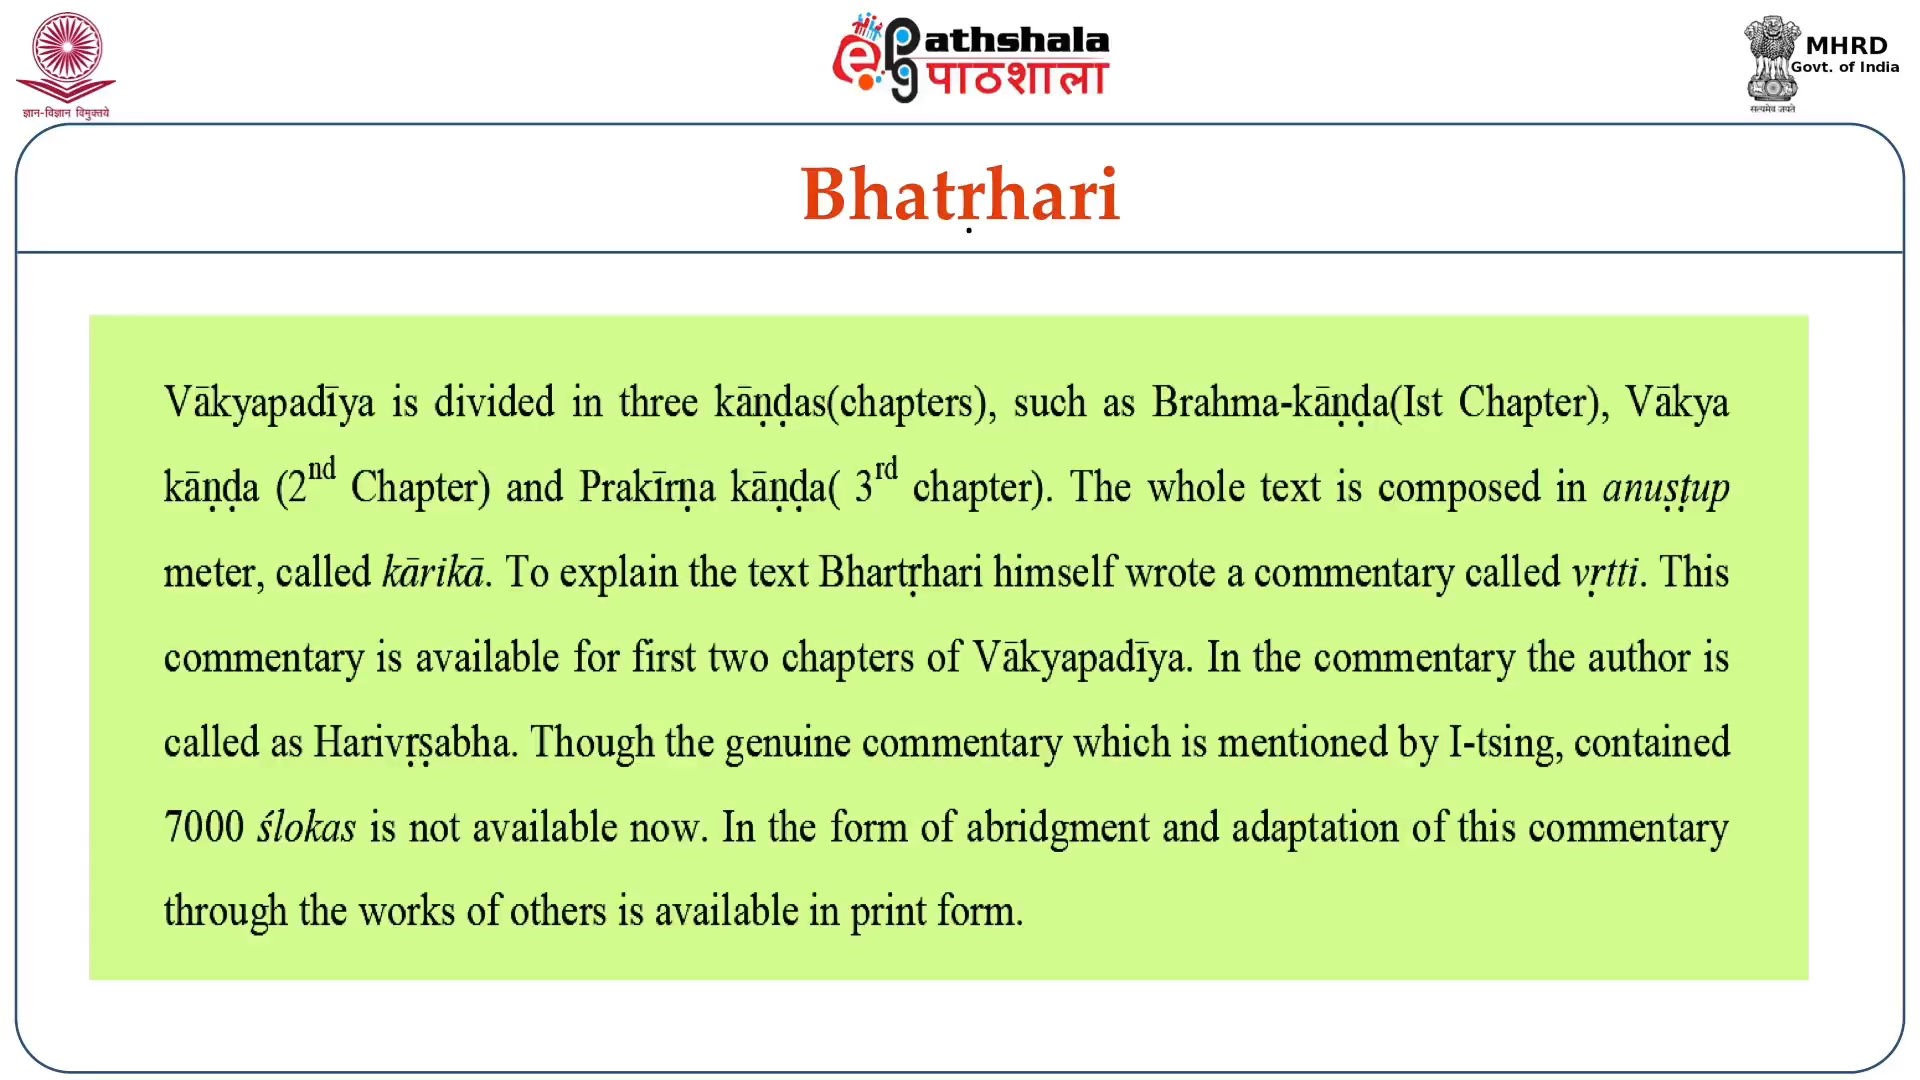 ज्ञान-विज्ञान विमुक्तये
ePG Pathshala
पाठशाला
MHRD
Govt. of India
सत्यमेव जयते
Bhatṛhari
Vākyapadīya is divided in three kāṇḍas(chapters), such as Brahma-kāṇḍa(Ist Chapter), Vākya
kāṇḍa (2nd Chapter) and Prakīrṇa kāṇḍa( 3rd chapter). The whole text is composed in anuṣṭup
meter, called kārikā. To explain the text Bhartṛhari himself wrote a commentary called vṛtti. This
commentary is available for first two chapters of Vākyapadīya. In the commentary the author is
called as Harivṛṣabha. Though the genuine commentary which is mentioned by I-tsing, contained
7000 ślokas is not available now. In the form of abridgment and adaptation of this commentary
through the works of others is available in print form.